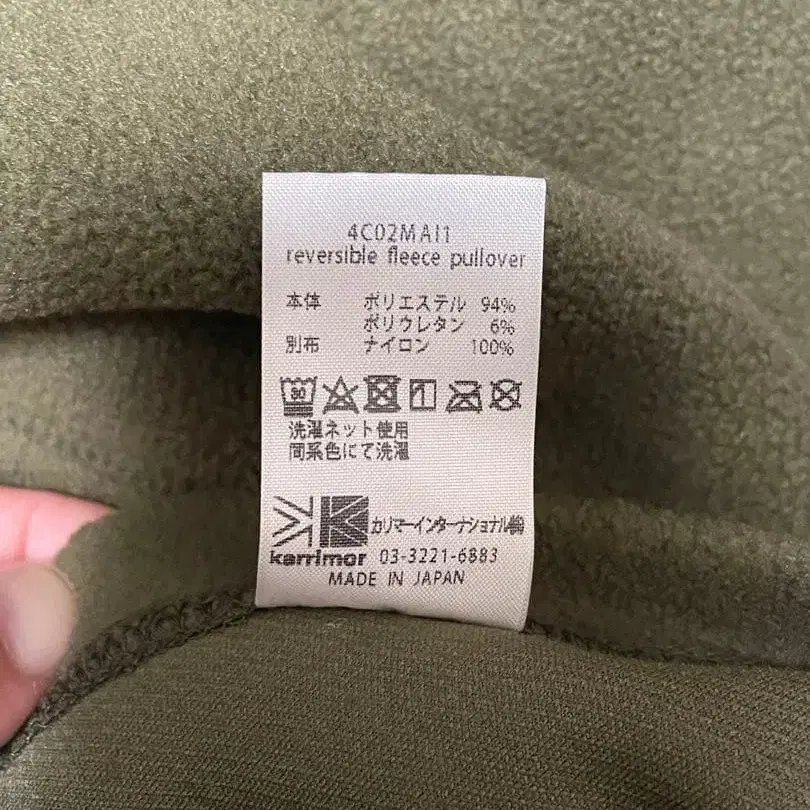 4C02MAI1
reversible fleece pullover
本体 ポリエステル 94%
ポリウレタン 6%
別布 ナイロン 100%
30
洗濯ネット使用
同系色にて洗濯
カリマーインターナショナル㈱
karrimor 03-3221-6883
MADE IN JAPAN